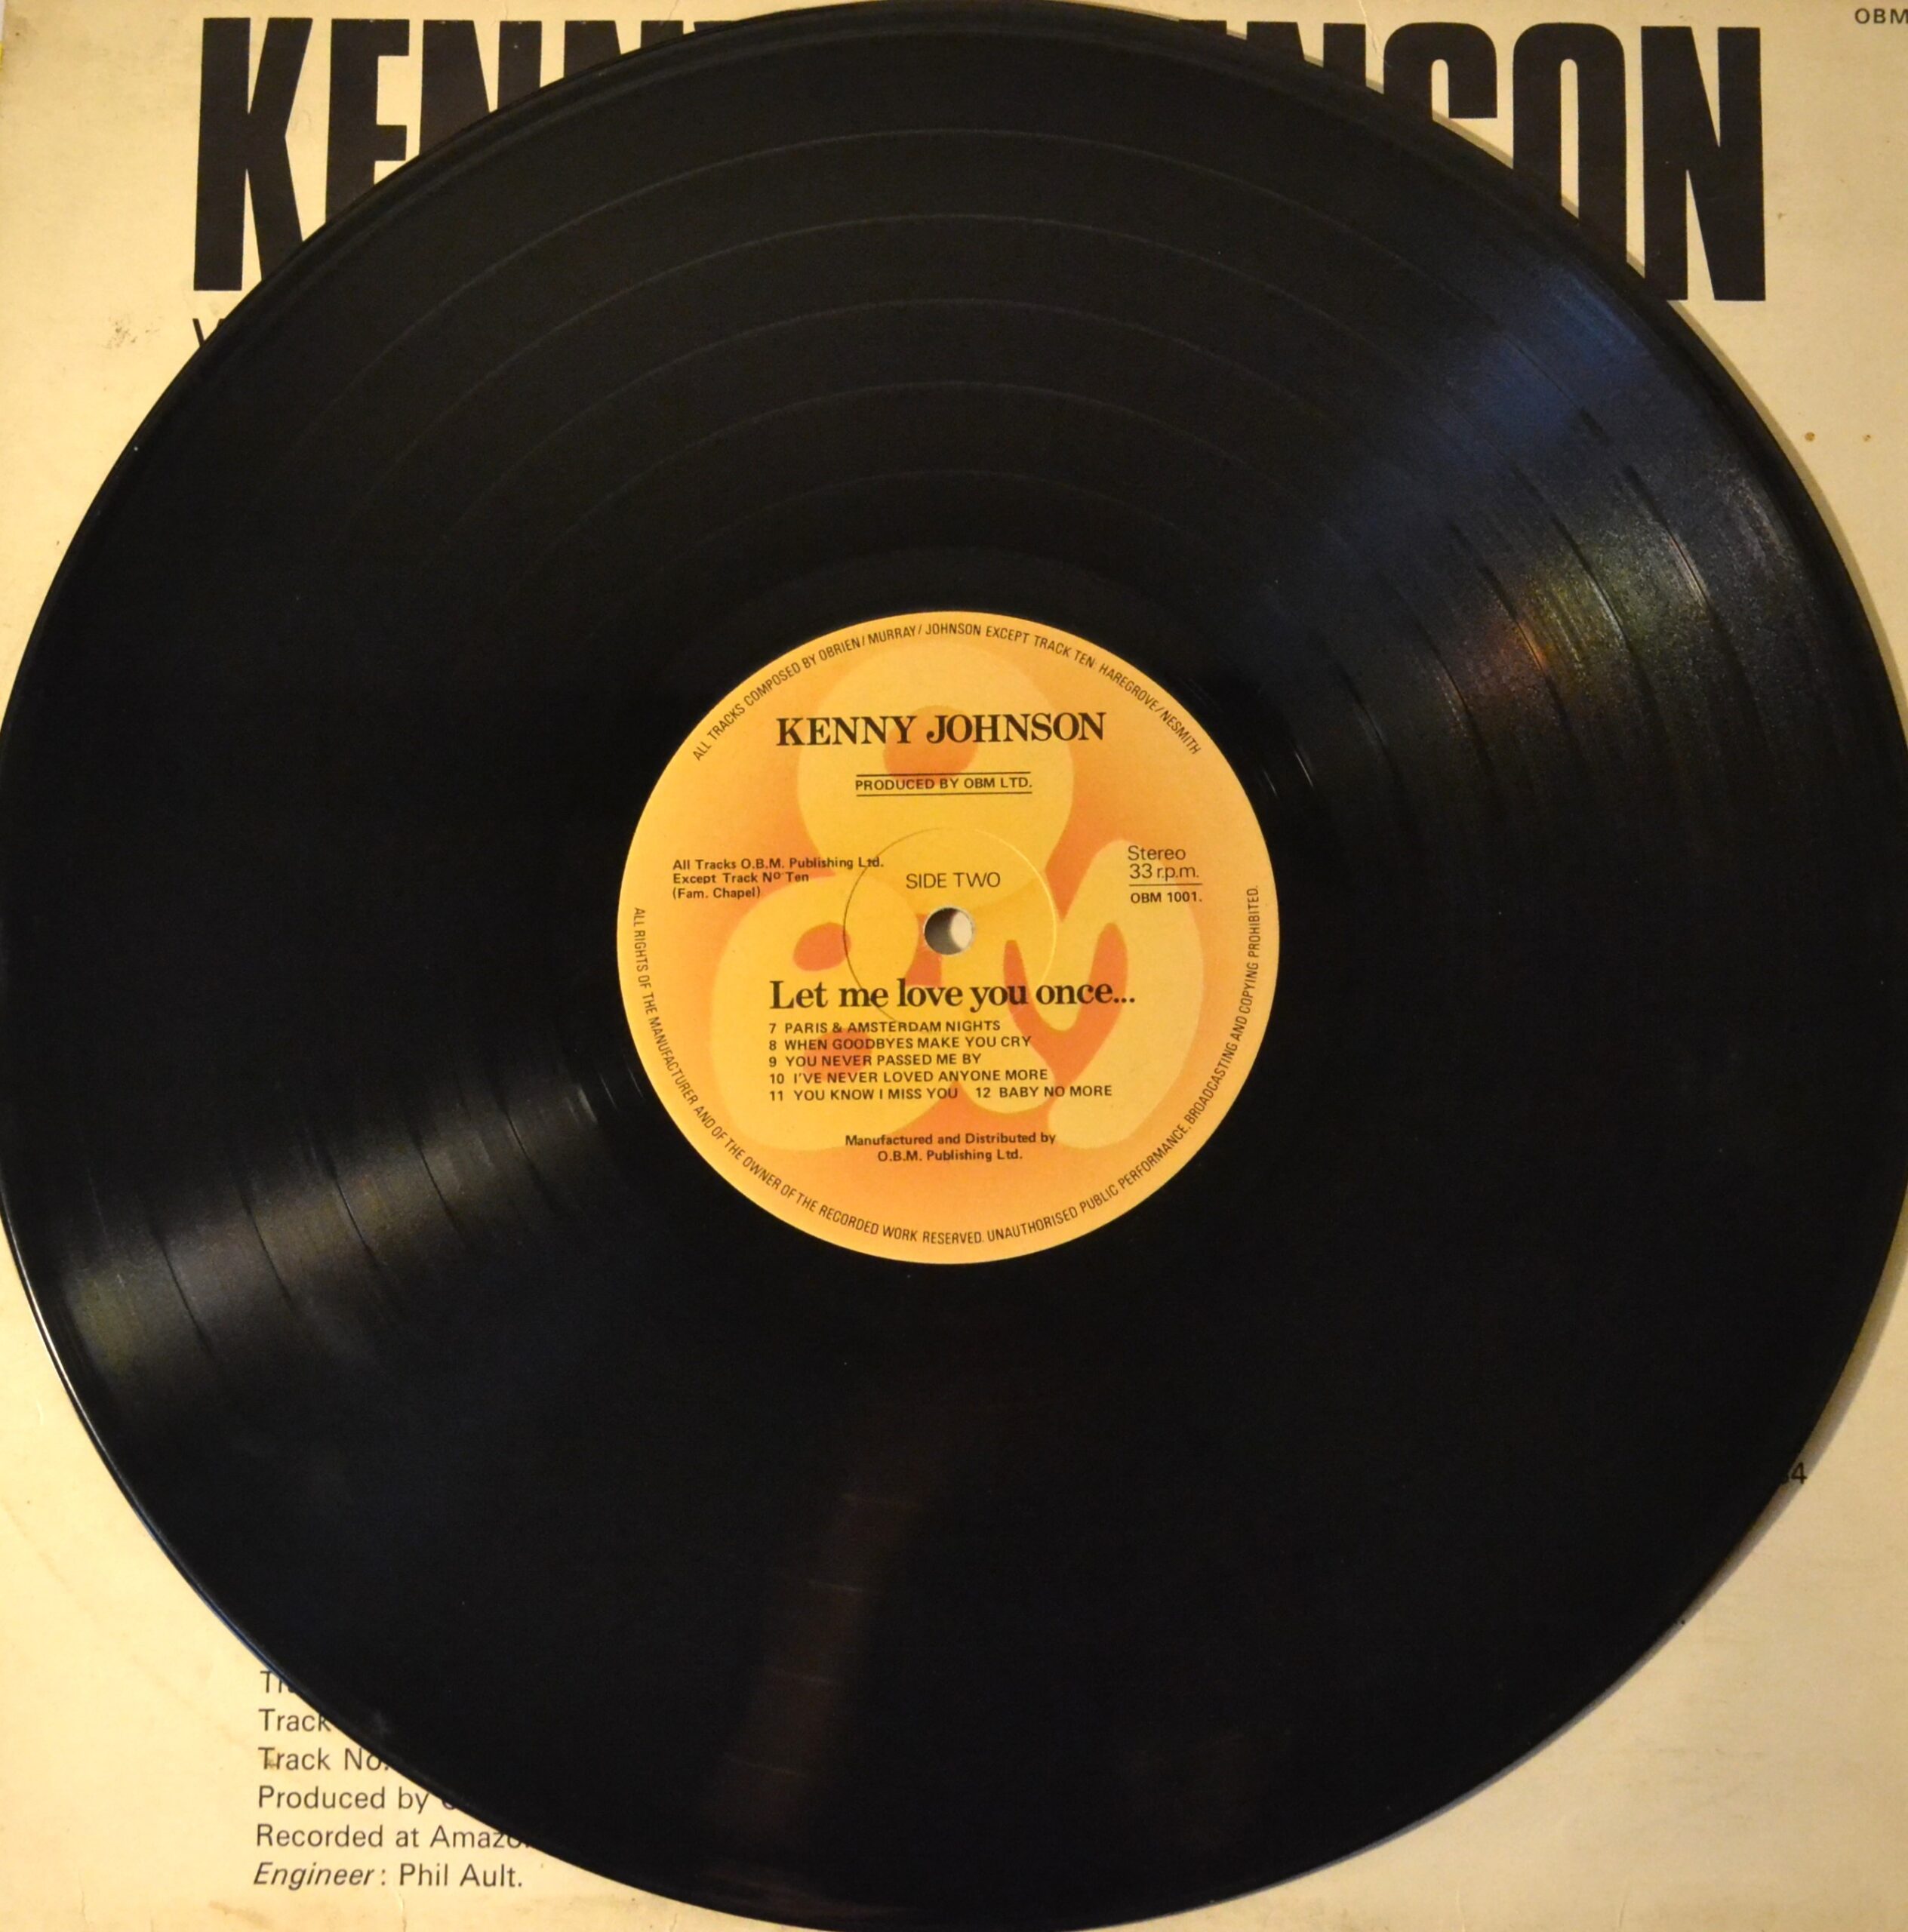 OBM
KENNY JOHNSON
ALL TRACKS COMPOSED BY OBRIEN/MURRAY/JOHNSON EXCEPT TRACK TEN: HAREGROVE/NESMITH
KENNY JOHNSON
PRODUCED BY OBM LTD.
All Tracks O.B.M. Publishing Ltd.
Except Track Nº Ten
(Fam. Chapel)
SIDE TWO
Stereo
33 r.p.m.
OBM 1001.
Let me love you once...
7 PARIS & AMSTERDAM NIGHTS
8 WHEN GOODBYES MAKE YOU CRY
9 YOU NEVER PASSED ME BY
10 I'VE NEVER LOVED ANYONE MORE
11 YOU KNOW I MISS YOU 12 BABY NO MORE
Manufactured and Distributed by
O.B.M. Publishing Ltd.
ALL RIGHTS OF THE MANUFACTURER AND OF THE OWNER OF THE RECORDED WORK RESERVED. UNAUTHORISED PUBLIC PERFORMANCE, BROADCASTING AND COPYING PROHIBITED.
4
Track
Track No.
Produced by
Recorded at
Engineer: Phil Ault.